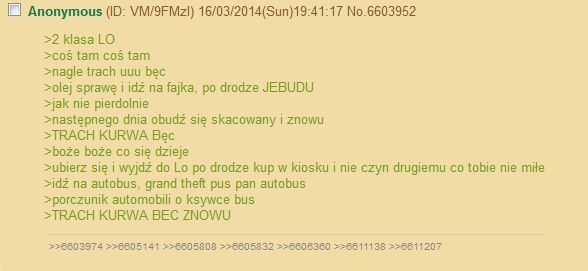 Anonymous (ID: VM/9FMzI) 16/03/2014(Sun)19:41:17 No.6603952
>2 klasa LO
>coś tam coś tam
>nagle trach uuu bęc
>olej sprawę i idź na fajka, po drodze JEBUDU
>jak nie pierdolnie
>następnego dnia obudź się skacowany i znowu
>TRACH KURWA Bęc
>boże boże co się dzieje
>ubierz się i wyjdź do Lo po drodze kup w kiosku i nie czyn drugiemu co tobie nie miłe
>idź na autobus, grand theft pus pan autobus
>porczunik automobili o ksywce bus
>TRACH KURWA BEC ZNOWU
>>6603974 >>6605141 >>6605808 >>6605832 >>6606360 >>6611138 >>6611207